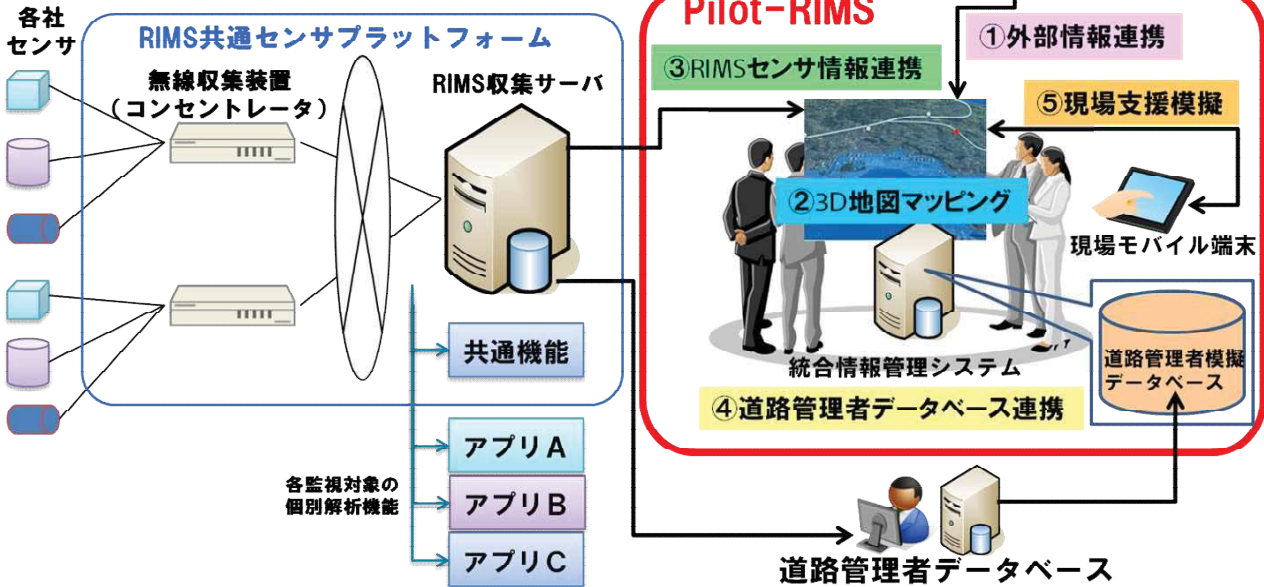 各社
センサ
RIMS共通センサプラットフォーム
無線収集装置
（コンセントレータ）
RIMS収集サーバ
共通機能
アプリA
アプリB
アプリC
各監視対象の
個別解析機能
Pilot-RIMS
①外部情報連携
③RIMSセンサ情報連携
⑤現場支援模擬
②3D地図マッピング
現場モバイル端末
統合情報管理システム
道路管理者模擬
データベース
④道路管理者データベース連携
道路管理者データベース